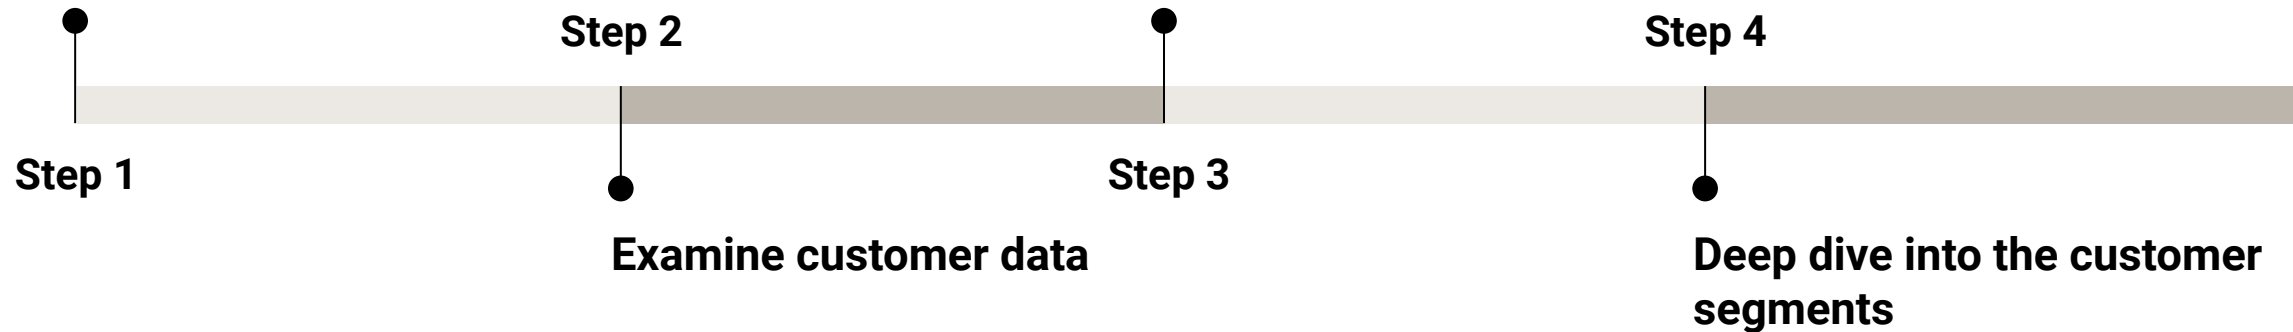 Step 2
Step 4
Step 1
Step 3
Examine customer data
Deep dive into the customer
segments